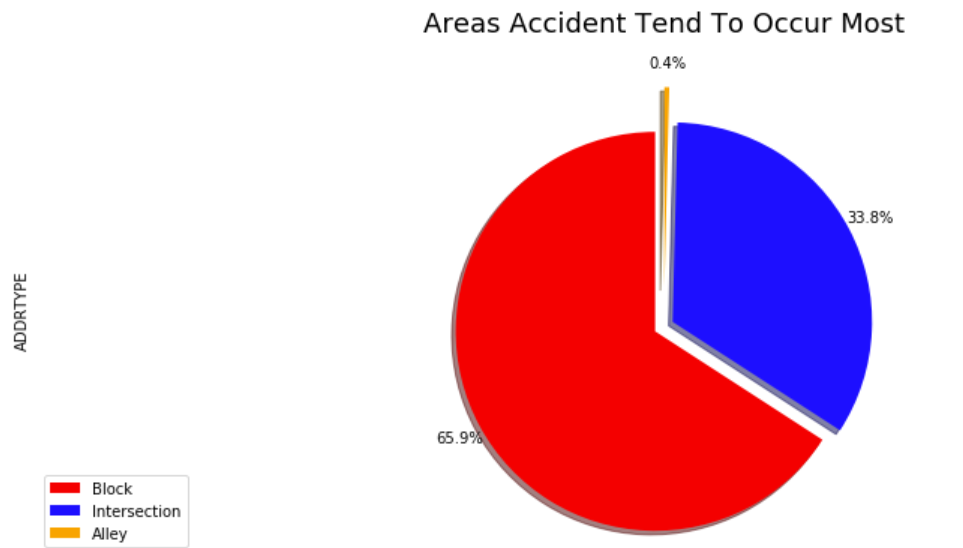 Areas Accident Tend To Occur Most
0.4%
33.8%
ADDRTYPE
65.9%
Block
Intersection
Alley